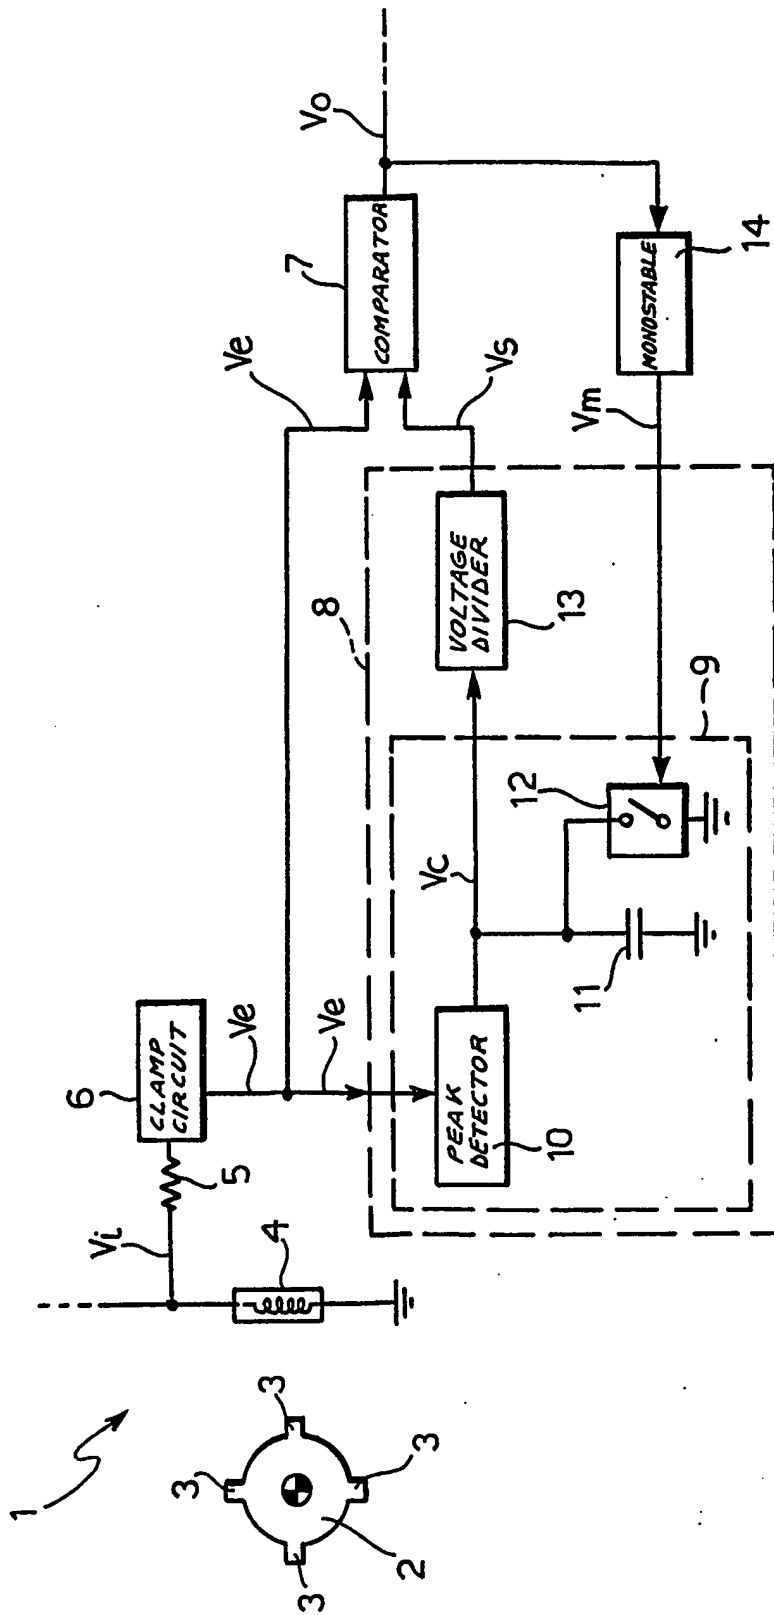 1
3
3
3
3
2
Vi
4
5
6
CLAMP
CIRCUIT
Ve
Ve
Ve
8
PEAK
DETECTOR
10
Vc
11
12
9
VOLTAGE
DIVIDER
13
Vs
7
COMPARATOR
Vo
Vm
MONOSTABLE
14